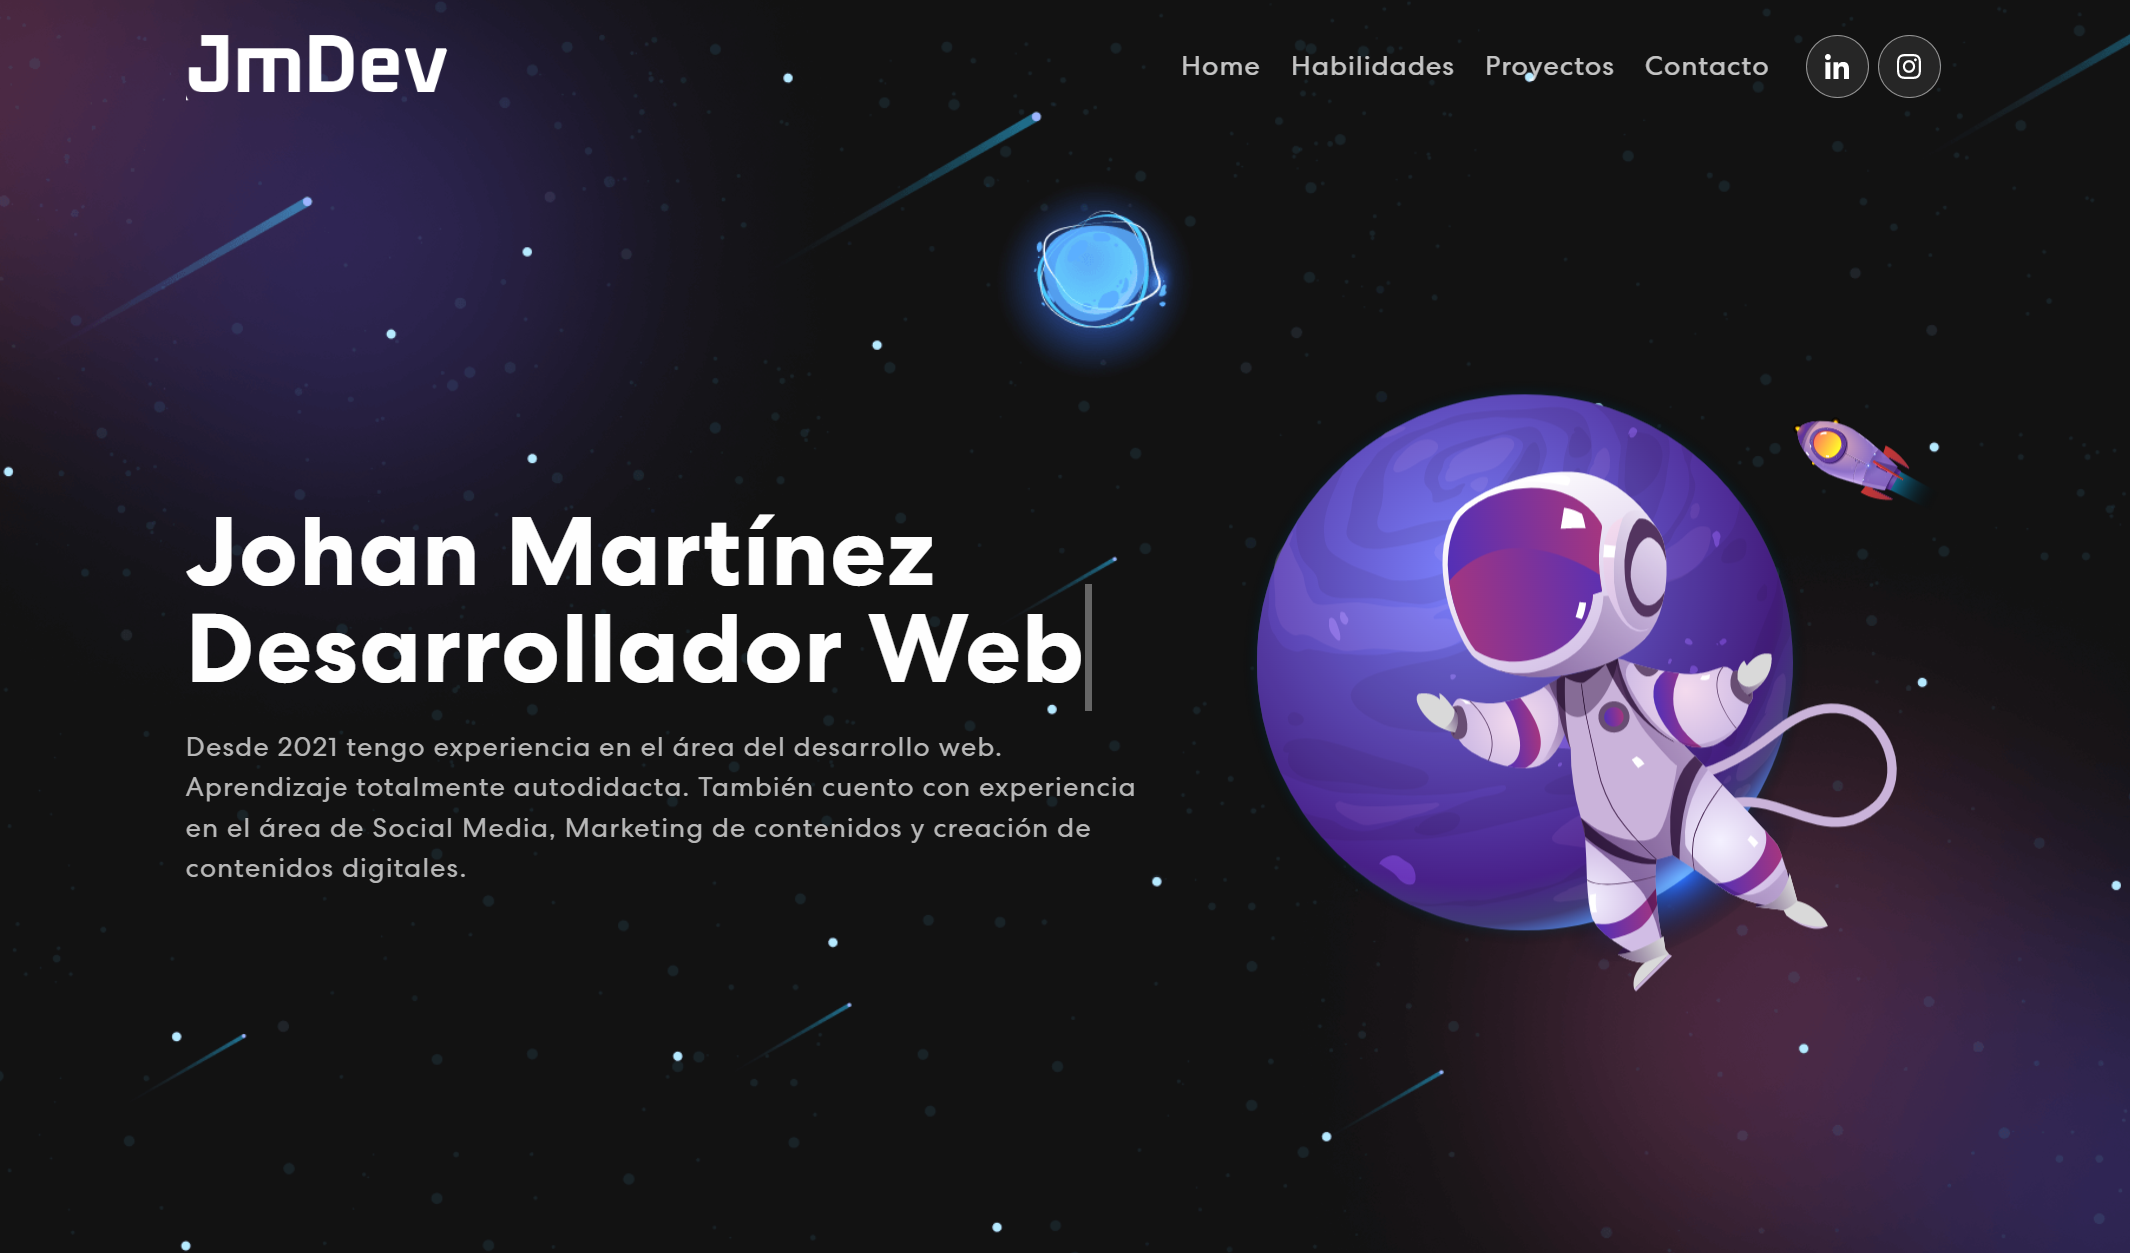 JmDev
Home Habilidades Proyectos Contacto in
Johan Martínez
Desarrollador Web
Desde 2021 tengo experiencia en el área del desarrollo web.
Aprendizaje totalmente autodidacta. También cuento con experiencia
en el área de Social Media, Marketing de contenidos y creación de
contenidos digitales.